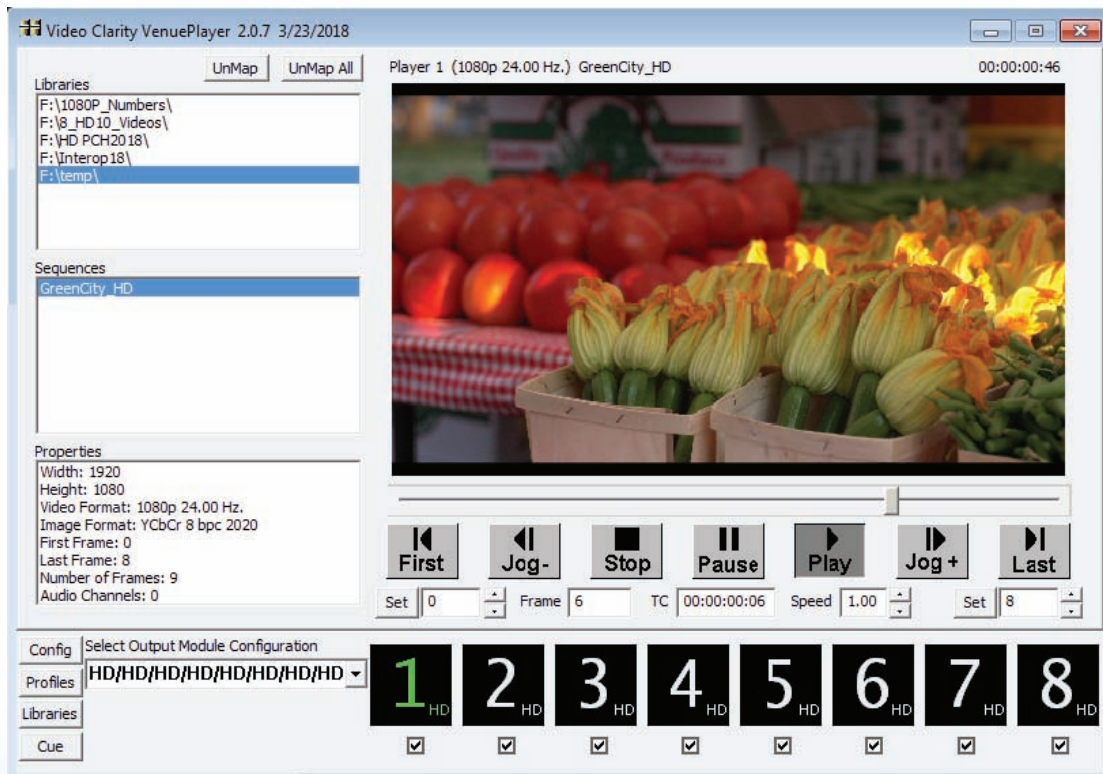 Video Clarity VenuePlayer 2.0.7 3/23/2018
UnMap
UnMap All
Libraries
F:\1080P_Numbers\
F:\8_HD10_Videos\
F:\HD PCH2018\
F:\Interop18\
F:\temp\
Sequences
GreenCity_HD
Properties
Width: 1920
Height: 1080
Video Format: 1080p 24.00 Hz.
Image Format: YCbCr 8 bpc 2020
First Frame: 0
Last Frame: 8
Number of Frames: 9
Audio Channels: 0
Player 1 (1080p 24.00 Hz.) GreenCity_HD
00:00:00:46
First
Jog-
Stop
Pause
Play
Jog+
Last
Set 0
Frame 6
TC 00:00:00:06
Speed 1.00
Set 8
Config
Profiles
Libraries
Cue
Select Output Module Configuration
HD/HD/HD/HD/HD/HD/HD/HD
1 HD
2 HD
3 HD
4 HD
5 HD
6 HD
7 HD
8 HD